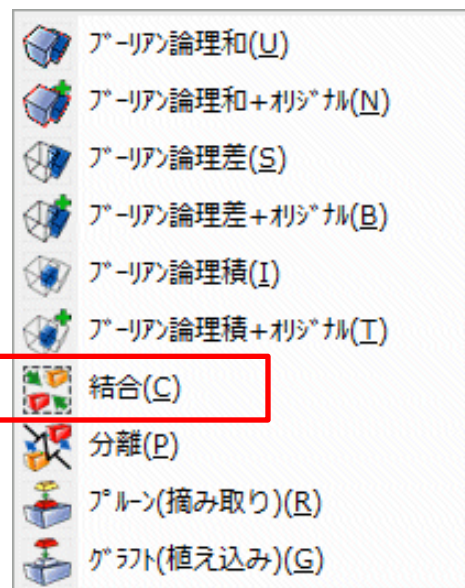 ﾌﾞｰﾘｱﾝ論理和(U)
ﾌﾞｰﾘｱﾝ論理和+ｵﾘｼﾞﾅﾙ(N)
ﾌﾞｰﾘｱﾝ論理差(S)
ﾌﾞｰﾘｱﾝ論理差+ｵﾘｼﾞﾅﾙ(B)
ﾌﾞｰﾘｱﾝ論理積(I)
ﾌﾞｰﾘｱﾝ論理積+ｵﾘｼﾞﾅﾙ(T)
結合(C)
分離(P)
ﾌﾟﾙｰﾝ(摘み取り)(R)
ｸﾞﾗﾌﾄ(植え込み)(G)